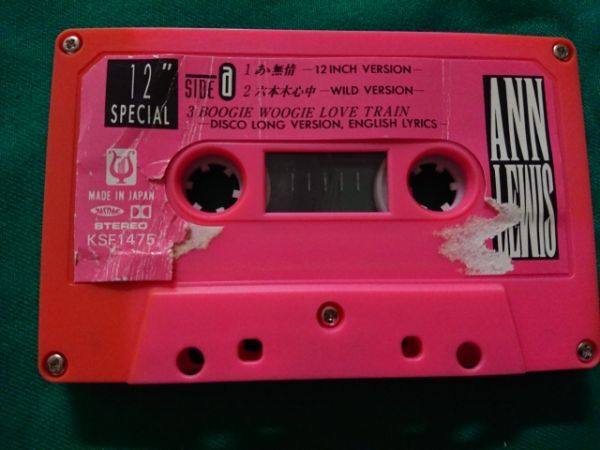 12"
SPECIAL
SIDE a
1 あゝ無情 —12 INCH VERSION—
2 六本木心中 —WILD VERSION—
3 BOOGIE WOOGIE LOVE TRAIN
—DISCO LONG VERSION, ENGLISH LYRICS—
MADE IN JAPAN
STEREO
KSF1475
ANN
LEWIS